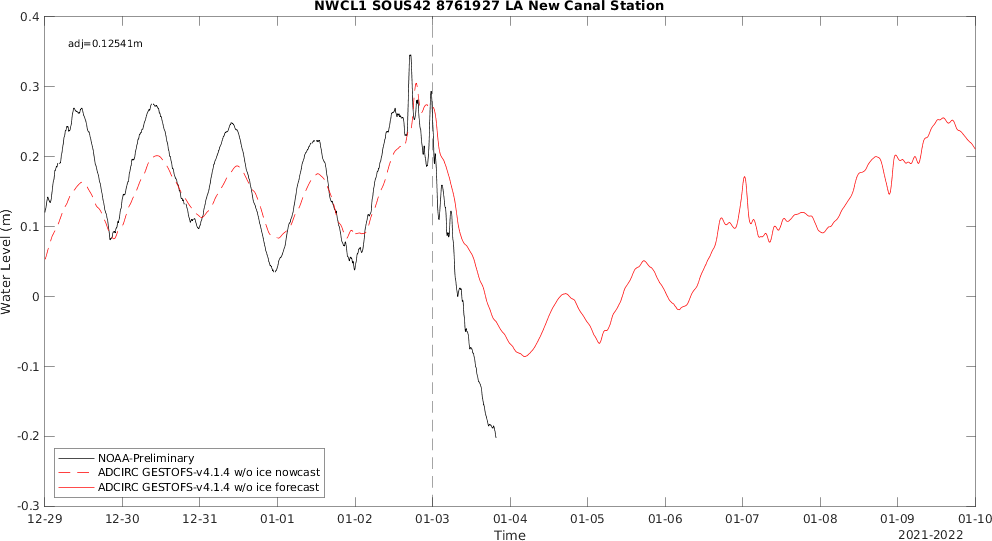 NWCL1 SOUS42 8761927 LA New Canal Station
adj=0.12541m
0.4
0.3
0.2
0.1
0
-0.1
-0.2
-0.3
Water Level (m)
NOAA-Preliminary
ADCIRC GESTOFS-v4.1.4 w/o ice nowcast
ADCIRC GESTOFS-v4.1.4 w/o ice forecast
12-29 12-30 12-31 01-01 01-02 01-03 01-04 01-05 01-06 01-07 01-08 01-09 01-10
Time
2021-2022